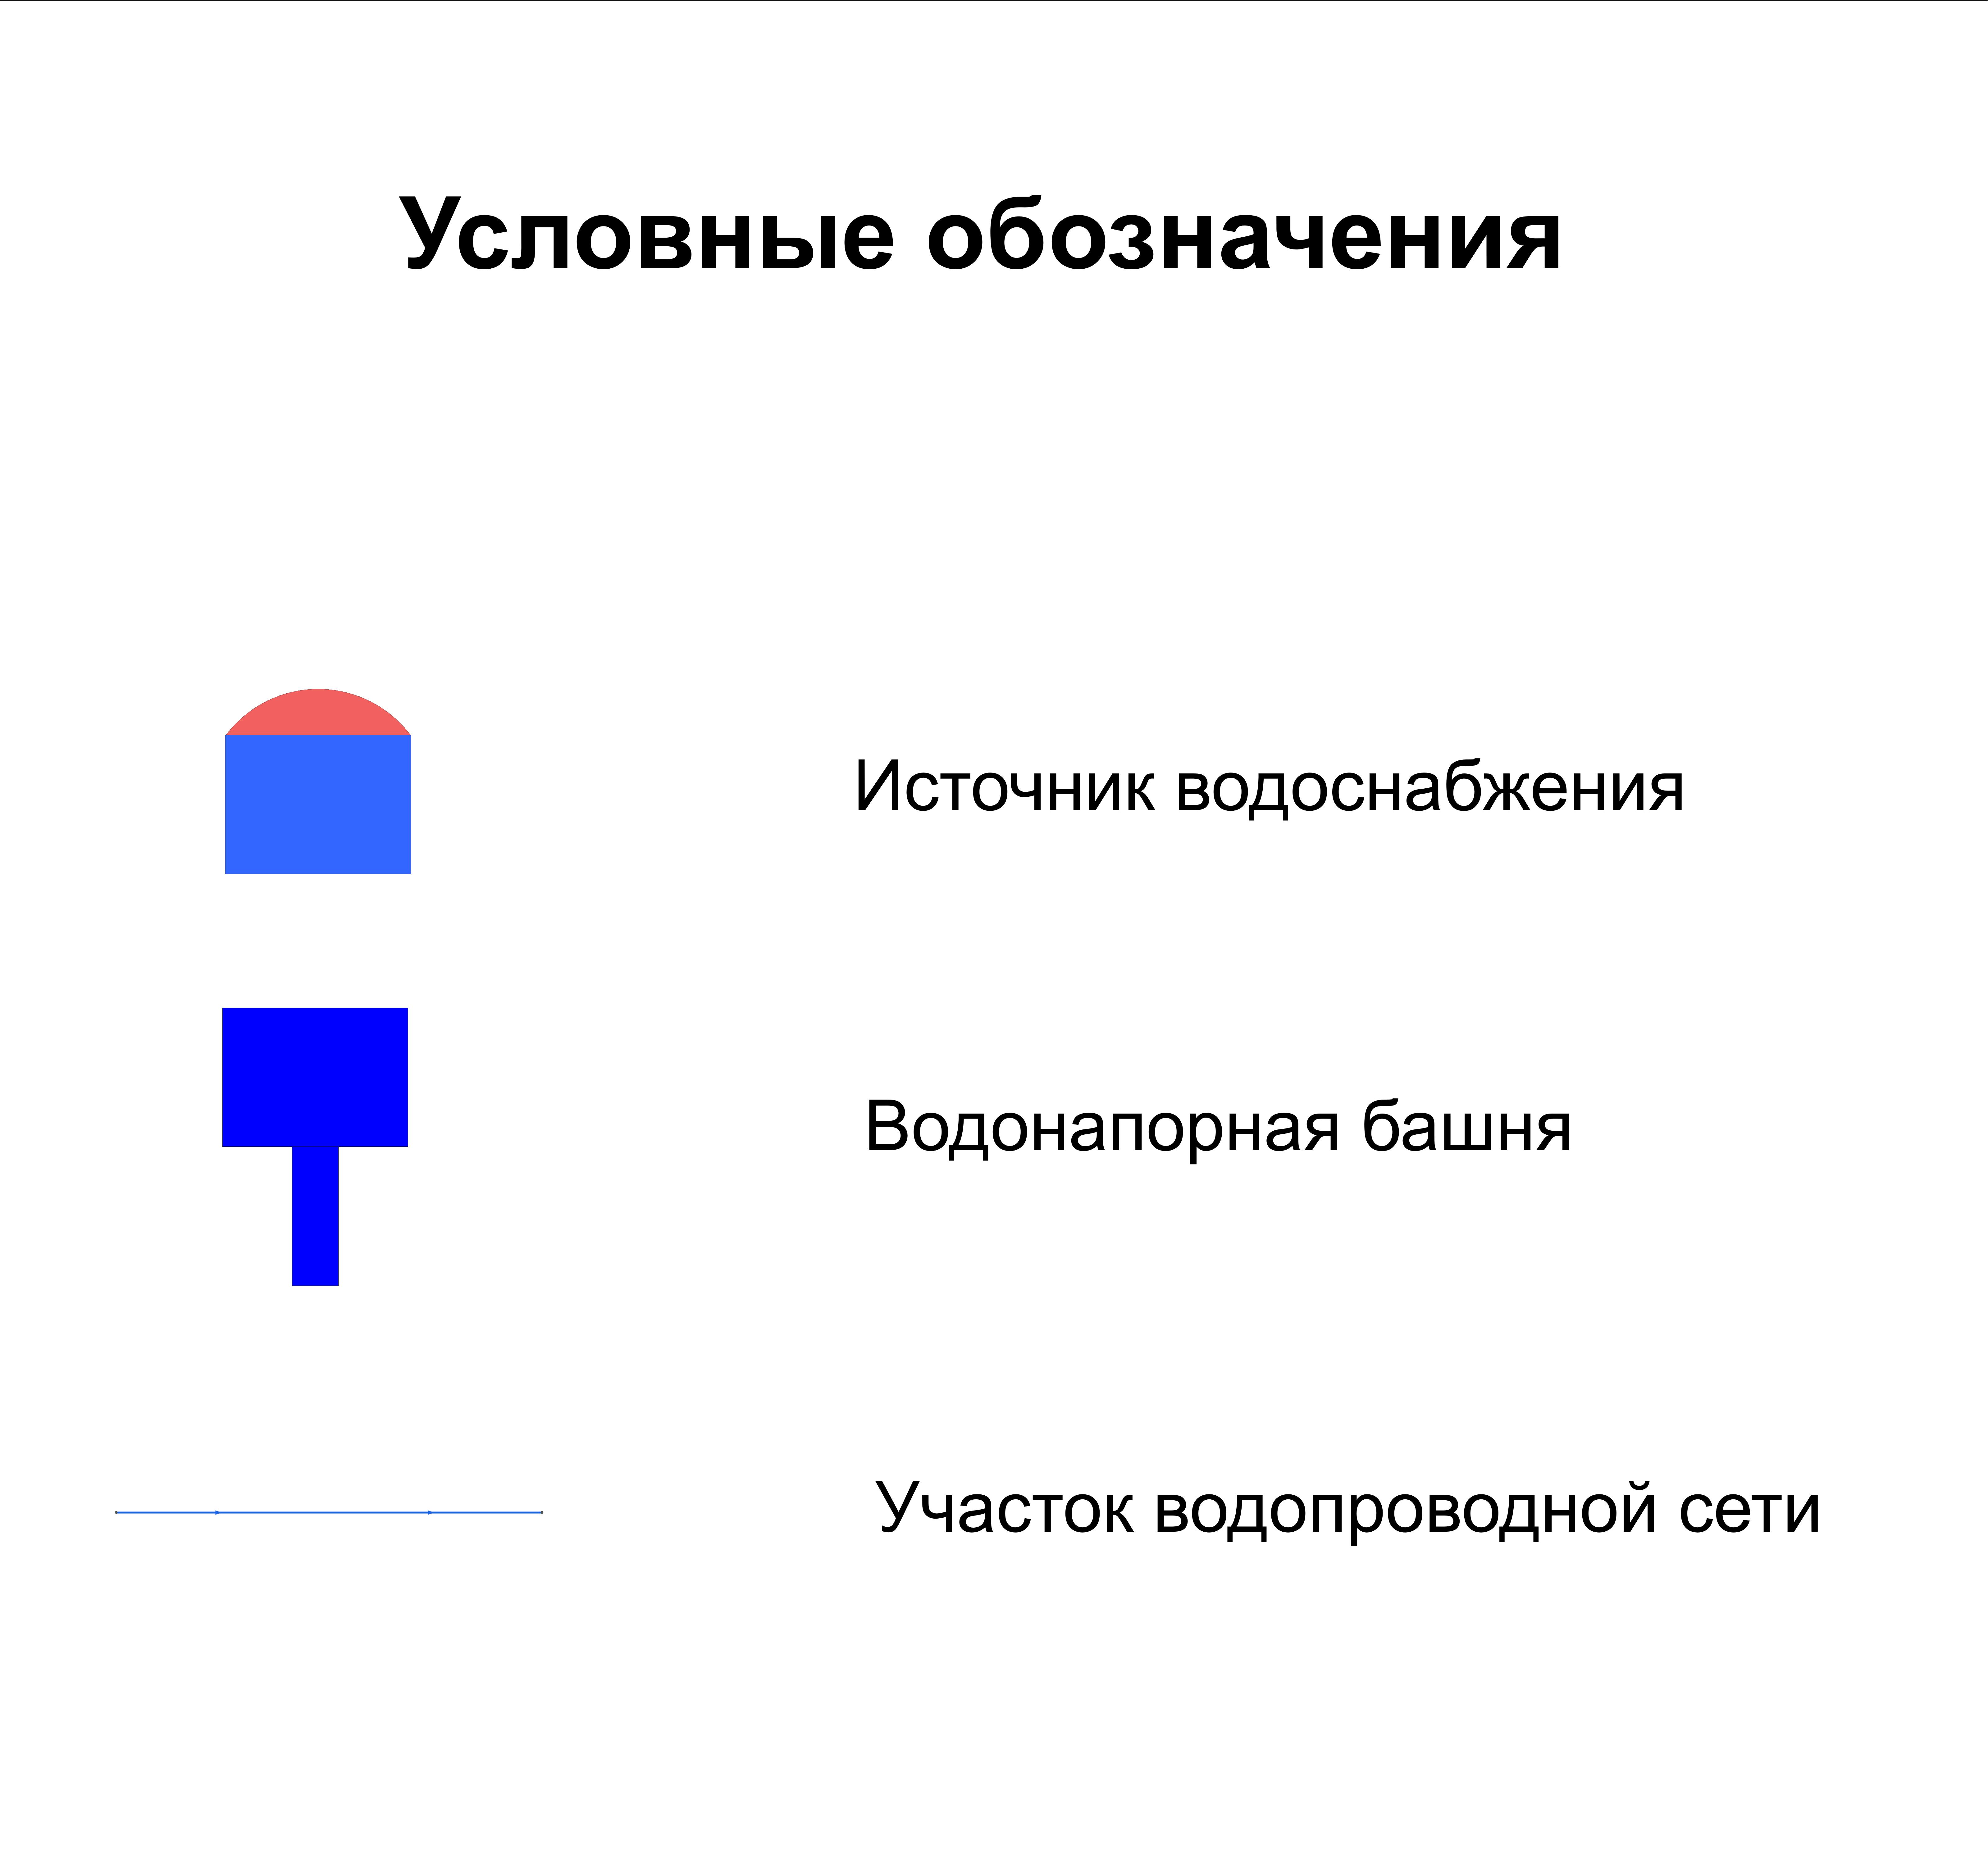 Условные обозначения
Источник водоснабжения
Водонапорная башня
Участок водопроводной сети